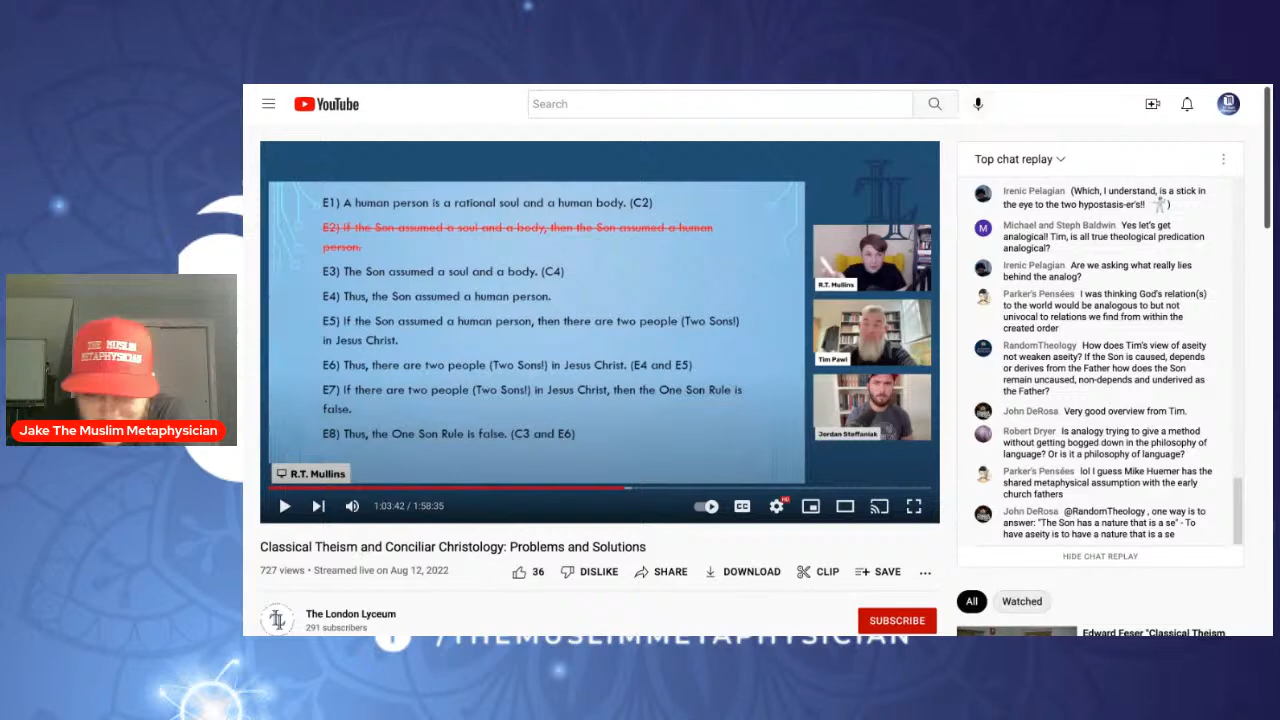 YouTube
Search
E1) A human person is a rational soul and a human body. (C2)
E2) If the Son assumed a soul and a body, then the Son assumed a human
person.
E3) The Son assumed a soul and a body. (C4)
E4) Thus, the Son assumed a human person.
E5) If the Son assumed a human person, then there are two people (Two Sons!)
in Jesus Christ.
E6) Thus, there are two people (Two Sons!) in Jesus Christ. (E4 and E5)
E7) If there are two people (Two Sons!) in Jesus Christ, then the One Son Rule is
false.
E8) Thus, the One Son Rule is false. (C3 and E6)
R.T. Mullins
R.T. Mullins
Tim Pawl
Jordan Steffaniak
1:03:42 / 1:58:35
CC
HD
Classical Theism and Conciliar Christology: Problems and Solutions
727 views • Streamed live on Aug 12, 2022
36
DISLIKE
SHARE
DOWNLOAD
CLIP
SAVE
The London Lyceum
291 subscribers
SUBSCRIBE
Top chat replay
Irenic Pelagian (Which, I understand, is a stick in
the eye to the two hypostasis-er's!! )
M
Michael and Steph Baldwin Yes let's get
analogical! Tim, is all true theological predication
analogical?
Irenic Pelagian Are we asking what really lies
behind the analog?
Parker's Pensées I was thinking God's relation(s)
to the world would be analogous to but not
univocal to relations we find from within the
created order
RandomTheology How does Tim's view of aseity
not weaken aseity? If the Son is caused, depends
or derives from the Father how does the Son
remain uncaused, non-depends and underived as
the Father?
John DeRosa Very good overview from Tim.
Robert Dryer Is analogy trying to give a method
without getting bogged down in the philosophy of
language? Or is it a philosophy of language?
Parker's Pensées lol I guess Mike Huemer has the
shared metaphysical assumption with the early
church fathers
John DeRosa @RandomTheology , one way is to
answer: "The Son has a nature that is a se" - To
have aseity is to have a nature that is a se
HIDE CHAT REPLAY
All
Watched
Edward Feser "Classical Theism
THE MUSLIM
METAPHYSICIAN
Jake The Muslim Metaphysician
/THEMUSLIMMETAPHYSICIAN